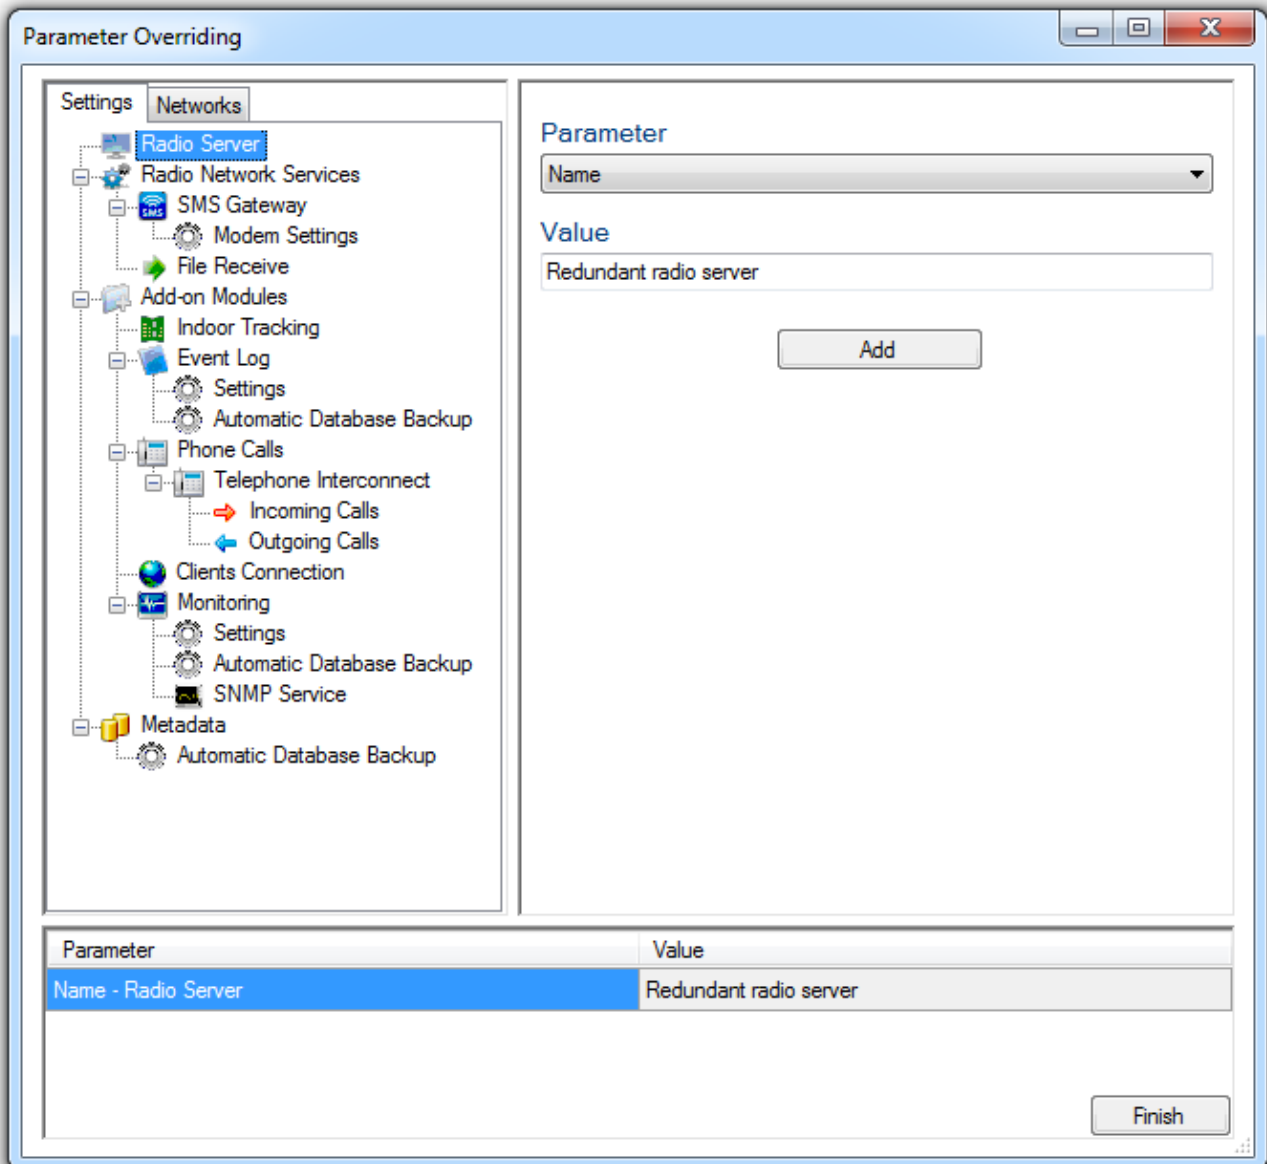 Parameter Overriding
Settings Networks
Radio Server
Radio Network Services
SMS Gateway
Modem Settings
File Receive
Add-on Modules
Indoor Tracking
Event Log
Settings
Automatic Database Backup
Phone Calls
Telephone Interconnect
Incoming Calls
Outgoing Calls
Clients Connection
Monitoring
Settings
Automatic Database Backup
SNMP Service
Metadata
Automatic Database Backup
Parameter
Name
Value
Redundant radio server
Add
Parameter Value
Name - Radio Server Redundant radio server
Finish